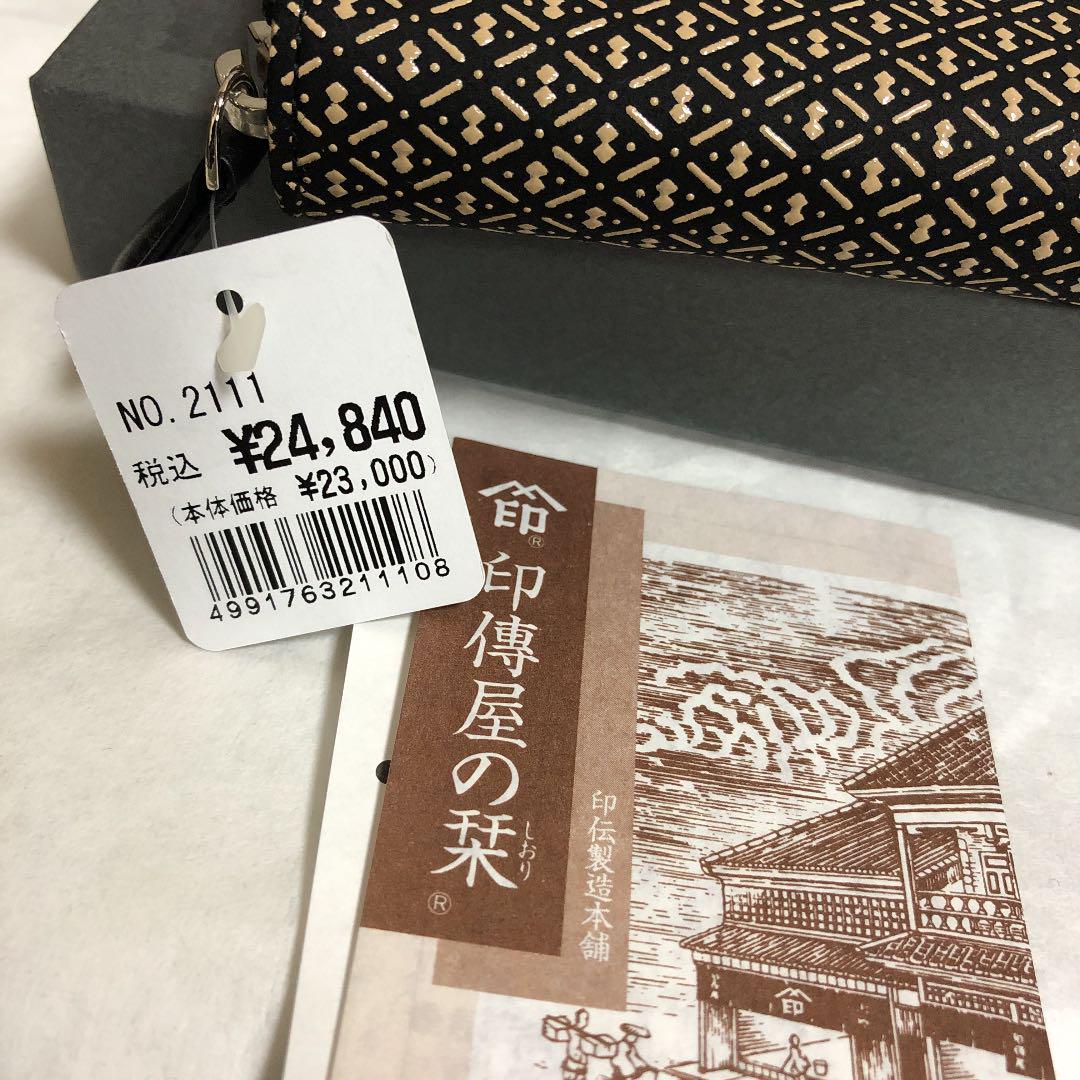 NO.2111
税込 ¥24,840
(本体価格 ¥23,000)
4991763211108
印®
印傳屋の栞®
しおり
印伝製造本舗
印